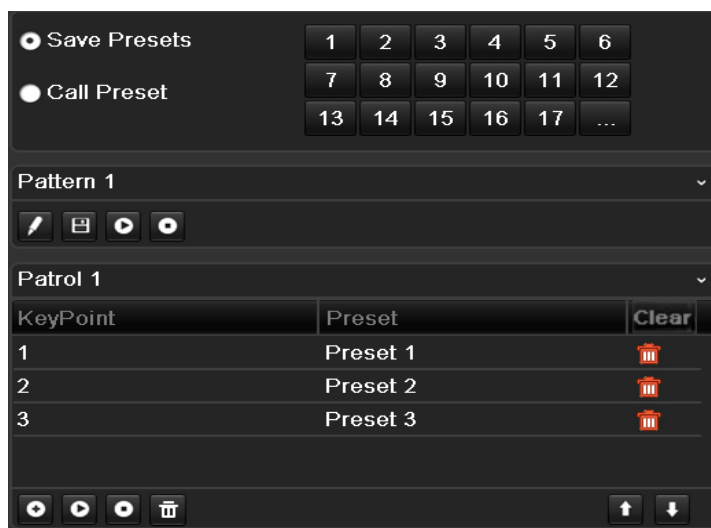 Save Presets
1 2 3 4 5 6
Call Preset
7 8 9 10 11 12
13 14 15 16 17 ...
Pattern 1
Patrol 1
KeyPoint Preset Clear
1 Preset 1
2 Preset 2
3 Preset 3